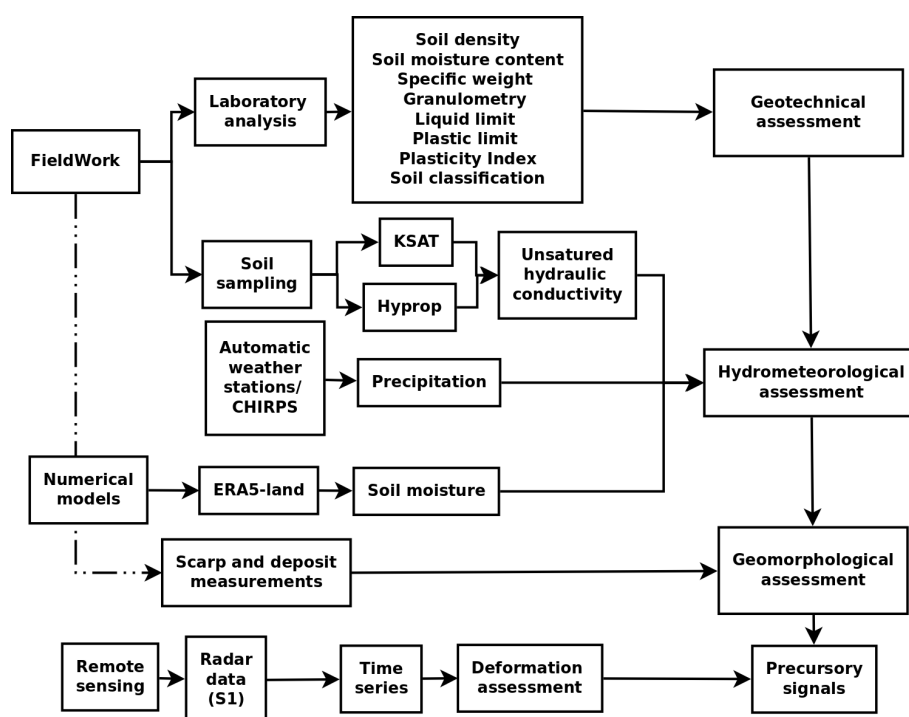 FieldWork
Laboratory
analysis
Soil density
Soil moisture content
Specific weight
Granulometry
Liquid limit
Plastic limit
Plasticity Index
Soil classification
Geotechnical
assessment
Soil
sampling
KSAT
Hyprop
Unsatured
hydraulic
conductivity
Automatic
weather
stations/
CHIRPS
Precipitation
Hydrometeorological
assessment
Numerical
models
ERA5-land
Soil moisture
Scarp and deposit
measurements
Geomorphological
assessment
Remote
sensing
Radar
data
(S1)
Time
series
Deformation
assessment
Precursory
signals